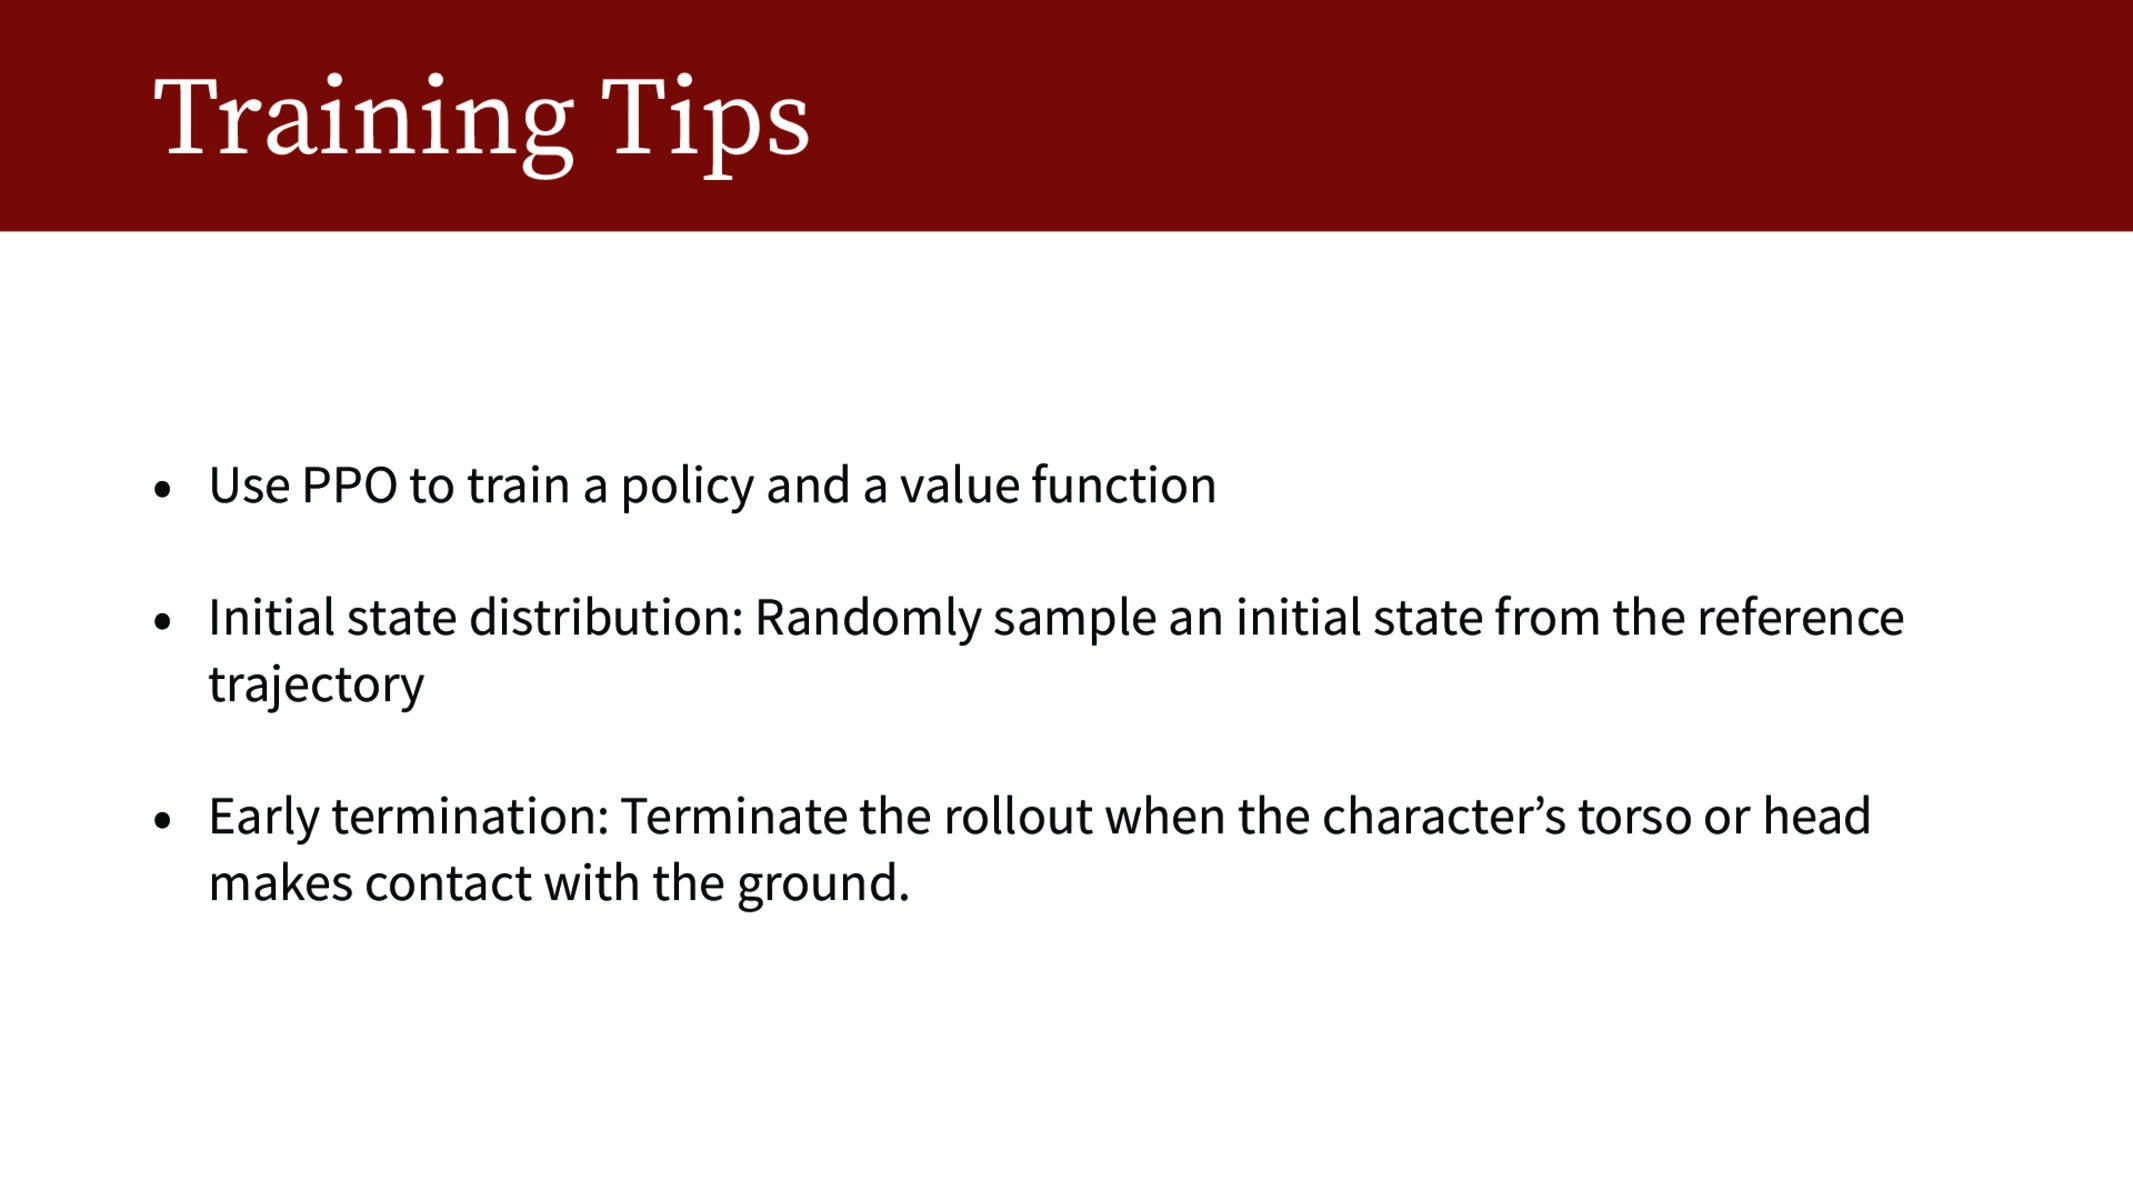 Training Tips
• Use PPO to train a policy and a value function
• Initial state distribution: Randomly sample an initial state from the reference
trajectory
• Early termination: Terminate the rollout when the character’s torso or head
makes contact with the ground.